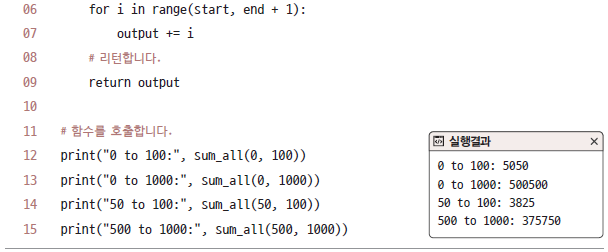 06 for i in range(start, end + 1):
07 output += i
08 # 리턴합니다.
09 return output
10
11 # 함수를 호출합니다.
12 print("0 to 100:", sum_all(0, 100))
13 print("0 to 1000:", sum_all(0, 1000))
14 print("50 to 100:", sum_all(50, 100))
15 print("500 to 1000:", sum_all(500, 1000))
실행결과
0 to 100: 5050
0 to 1000: 500500
50 to 100: 3825
500 to 1000: 375750